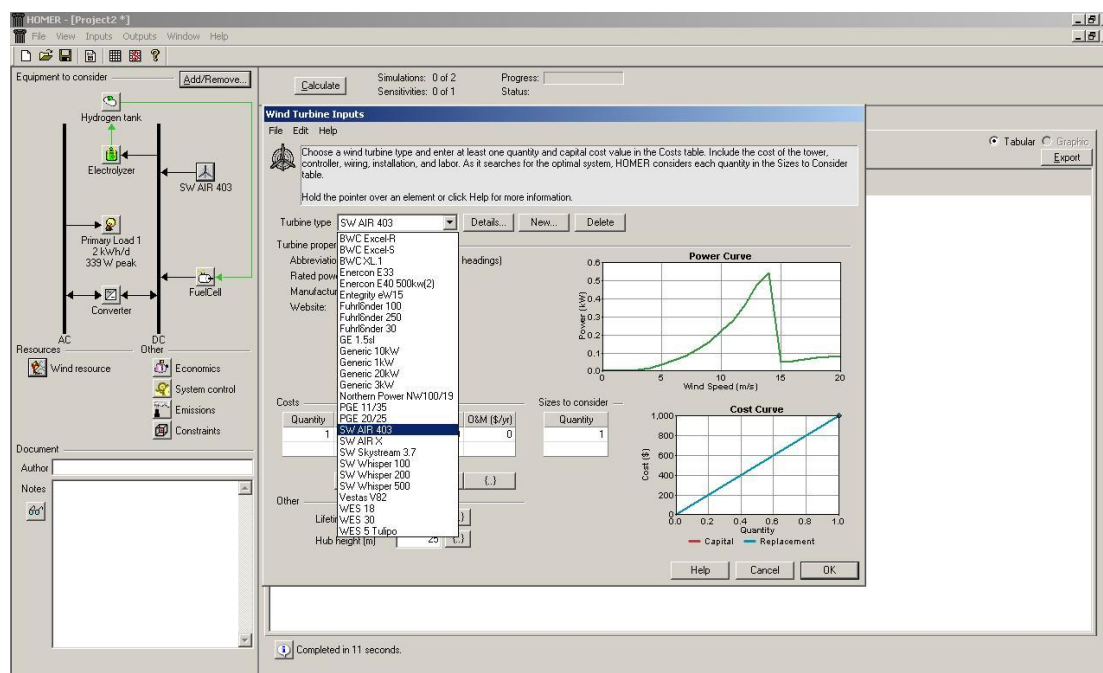 HOMER - [Project2 *]
File View Inputs Outputs Window Help
Equipment to consider
Add/Remove...
Hydrogen tank
Electrolyzer
SW AIR 403
Primary Load 1
2 kWh/d
339 W peak
FuelCell
Converter
AC
DC
Resources
Other
Wind resource
Economics
System control
Emissions
Constraints
Document
Author
Notes
Calculate
Simulations: 0 of 2
Progress:
Sensitivities: 0 of 1
Status:
Tabular
Graphic
Export
Wind Turbine Inputs
File Edit Help
Choose a wind turbine type and enter at least one quantity and capital cost value in the Costs table. Include the cost of the tower,
controller, wiring, installation, and labor. As it searches for the optimal system, HOMER considers each quantity in the Sizes to Consider
table.
Hold the pointer over an element or click Help for more information.
Turbine type
SW AIR 403
Details...
New...
Delete
Turbine proper
Abbreviatio
headings)
Rated pow
Manufactur
Website:
BWC Excel-R
BWC Excel-S
BWC XL.1
Enercon E33
Enercon E40 500kw(2)
Entegrity eW15
Fuhrlßnder 100
Fuhrlßnder 250
Fuhrlßnder 30
GE 1.5sl
Generic 10kW
Generic 1kW
Generic 20kW
Generic 3kW
Northern Power NW100/19
PGE 11/35
PGE 20/25
SW AIR 403
SW AIR X
SW Skystream 3.7
SW Whisper 100
SW Whisper 200
SW Whisper 500
Vestas V82
WES 18
WES 30
WES 5 Tulipo
Costs
Quantity
O&M ($/yr)
1
0
{..}
Sizes to consider
Quantity
1
Other
Lifeti
Hub height (m)
25
{..}
Power Curve
Power (kW)
0.6
0.5
0.4
0.3
0.2
0.1
0.0
0 5 10 15 20
Wind Speed (m/s)
Cost Curve
Cost ($)
1,000
800
600
400
200
0
0.0 0.2 0.4 0.6 0.8 1.0
Quantity
Capital
Replacement
Help
Cancel
OK
Completed in 11 seconds.